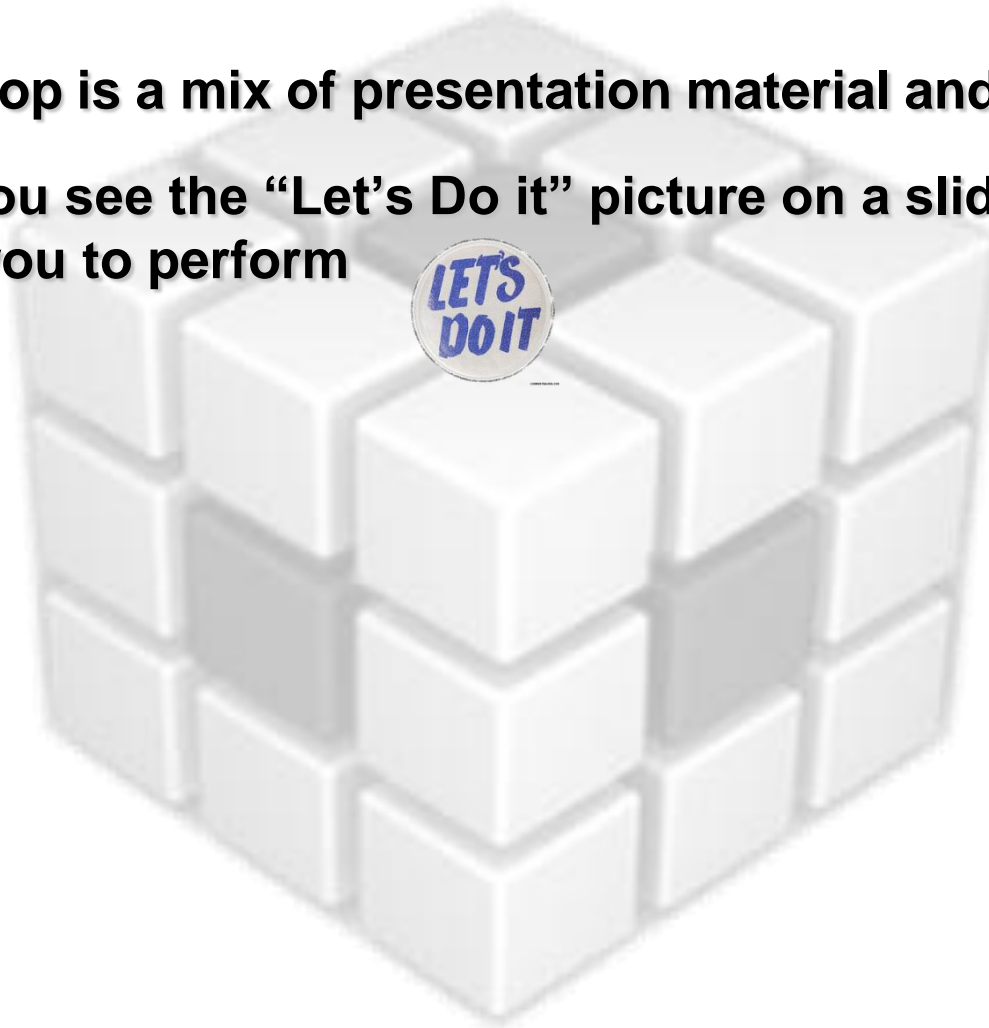 op is a mix of presentation material and
ou see the “Let’s Do it” picture on a slid
you to perform
LET'S
DO IT